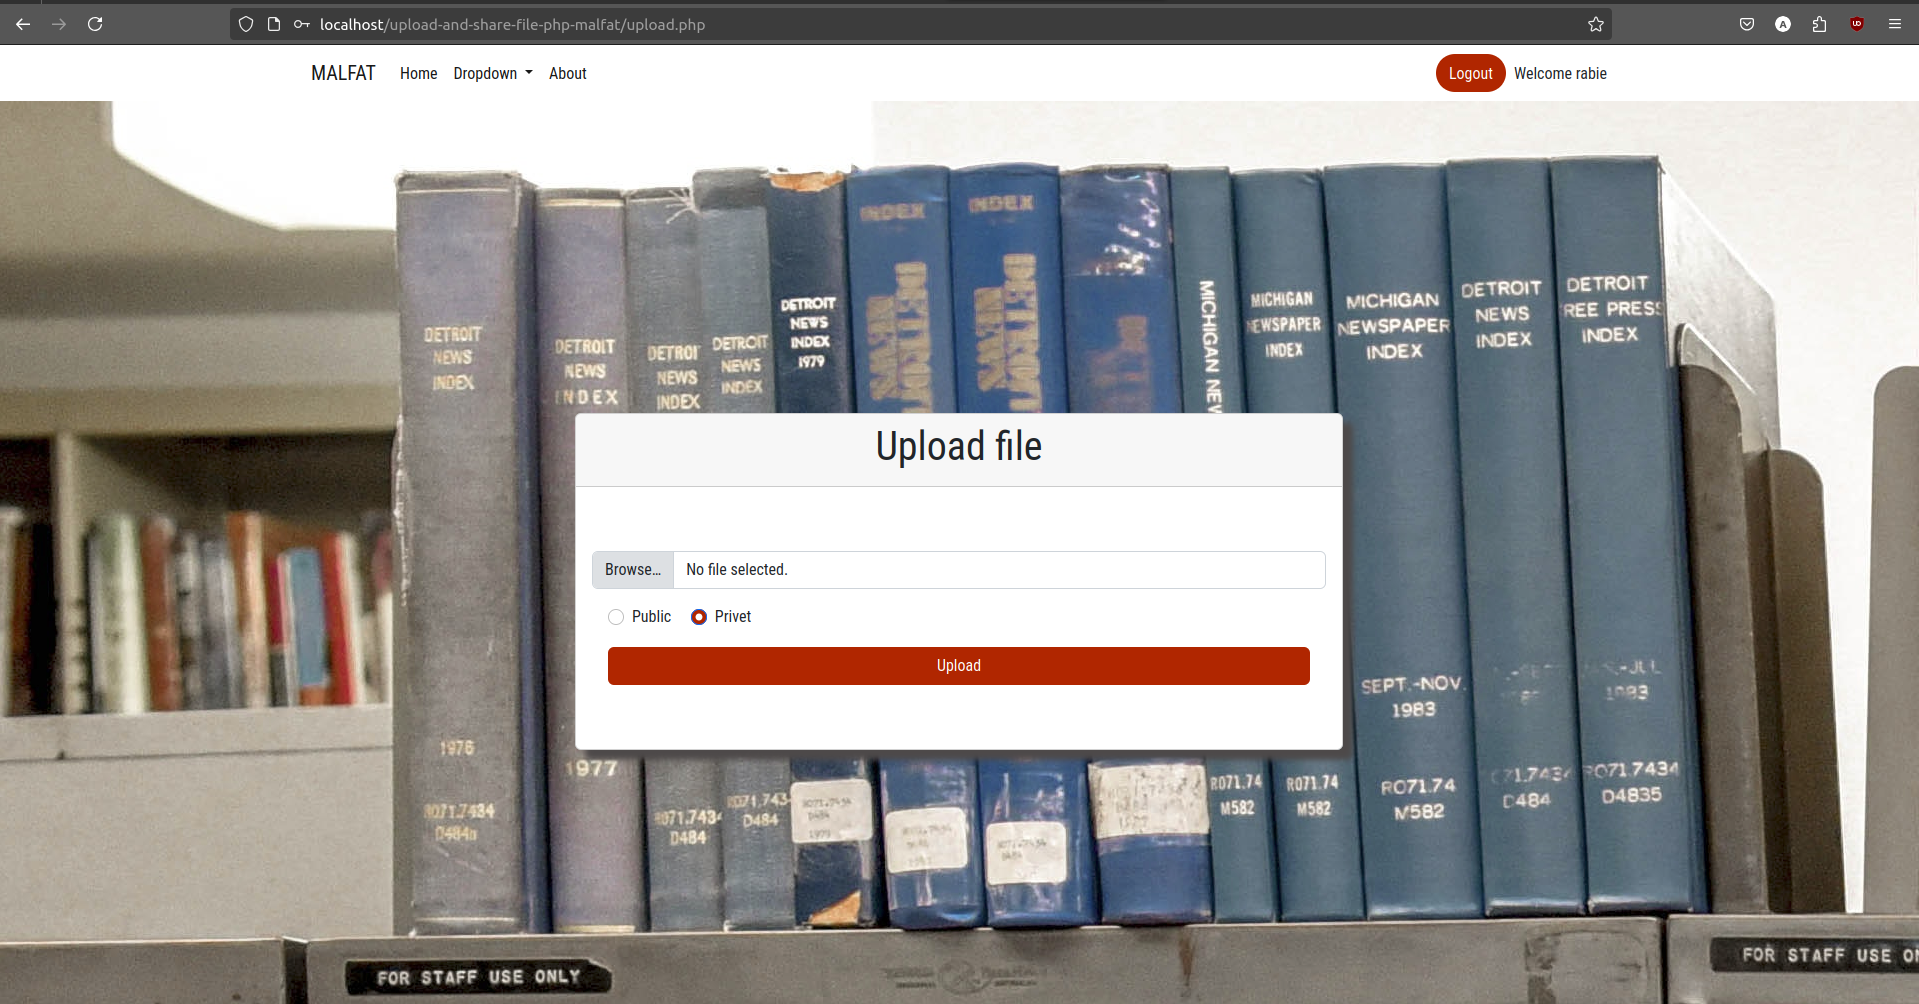 localhost/upload-and-share-file-php-malfat/upload.php
MALFAT Home Dropdown About Logout Welcome rabie
INDEX
INDEX
DETROIT
NEWS
INDEX
DETROIT
NEWS
INDEX
NEWS
INDEX
DETROIT
NEWS
INDEX
DETROIT
NEWS
INDEX
1979
DETROIT
NEWS
DETROIT
NEWS
MICHIGAN NEW
MICHIGAN
NEWSPAPER
INDEX
MICHIGAN
NEWSPAPER
INDEX
DETROIT
NEWS
INDEX
DETROIT
REE PRESS
INDEX
Upload file
Browse... No file selected.
Public Privet
Upload
1976
1977
SEPT.-NOV.
1983
1983
R071.7434
D484n
R071.7434
D484
R071.743
D484
R071.74
M582
R071.74
M582
R071.74
M582
71.7434
D484
R071.7434
D4835
FOR STAFF USE ONLY
FOR STAFF USE ON